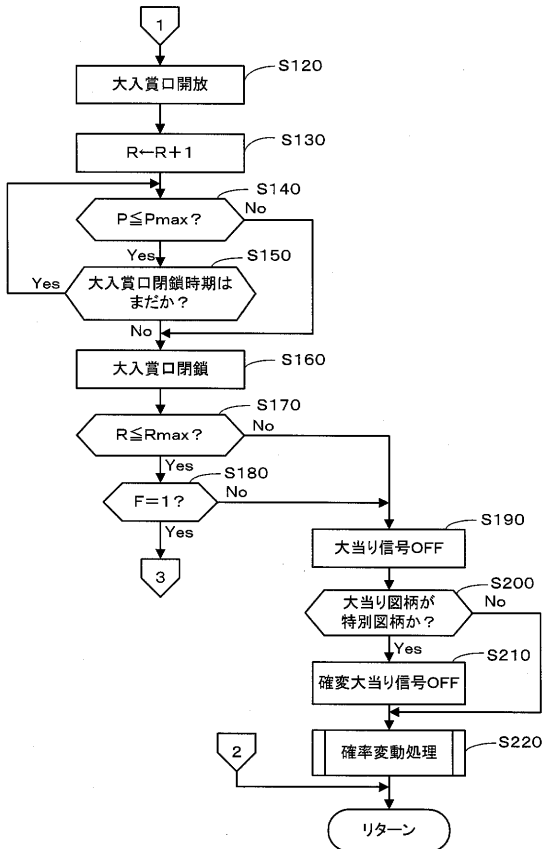 1
大入賞口開放
S120
R←R+1
S130
S140
P≦Pmax?
No
Yes
S150
大入賞口閉鎖時期は
まだか?
Yes
No
大入賞口閉鎖
S160
S170
R≦Rmax?
No
Yes
S180
F=1?
No
Yes
3
S190
大当り信号OFF
S200
大当り図柄が
特別図柄か?
No
Yes
S210
確変大当り信号OFF
2
確率変動処理
S220
リターン